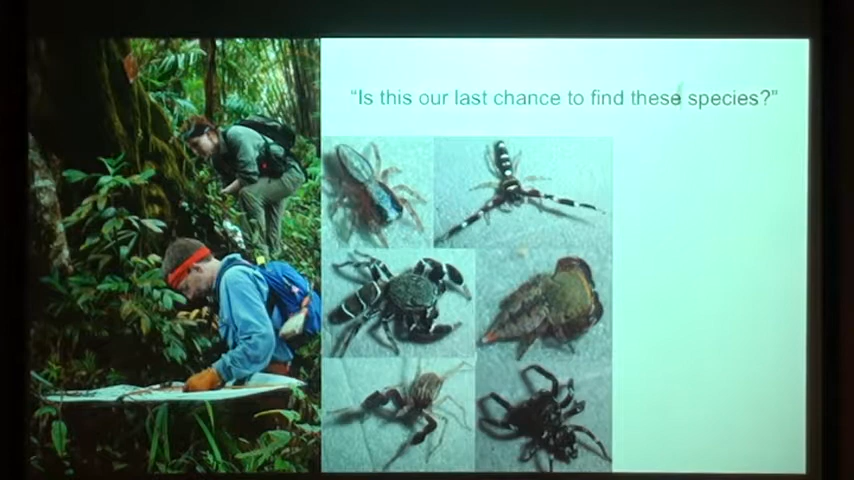 “Is this our last chance to find these species?”